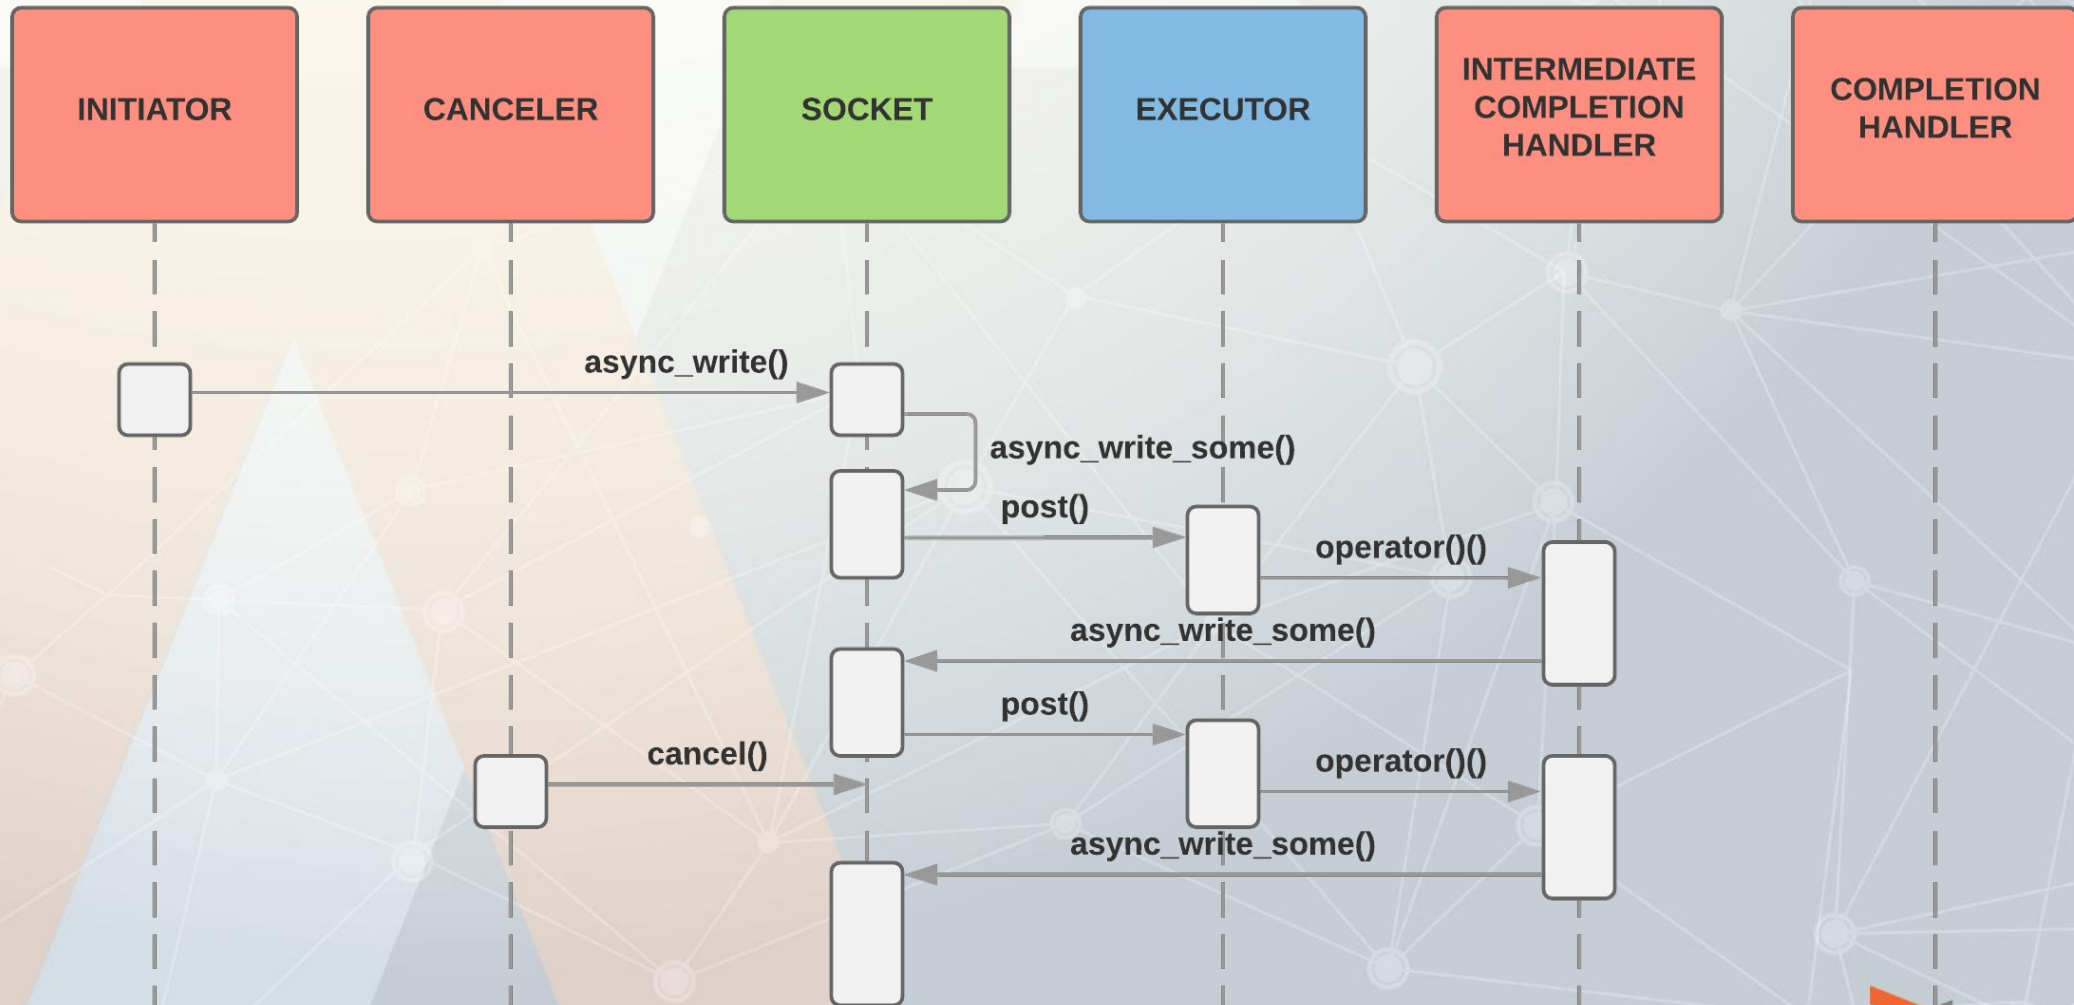 INITIATOR
CANCELER
SOCKET
EXECUTOR
INTERMEDIATE
COMPLETION
HANDLER
COMPLETION
HANDLER
async_write()
async_write_some()
post()
operator()()
async_write_some()
post()
cancel()
operator()()
async_write_some()